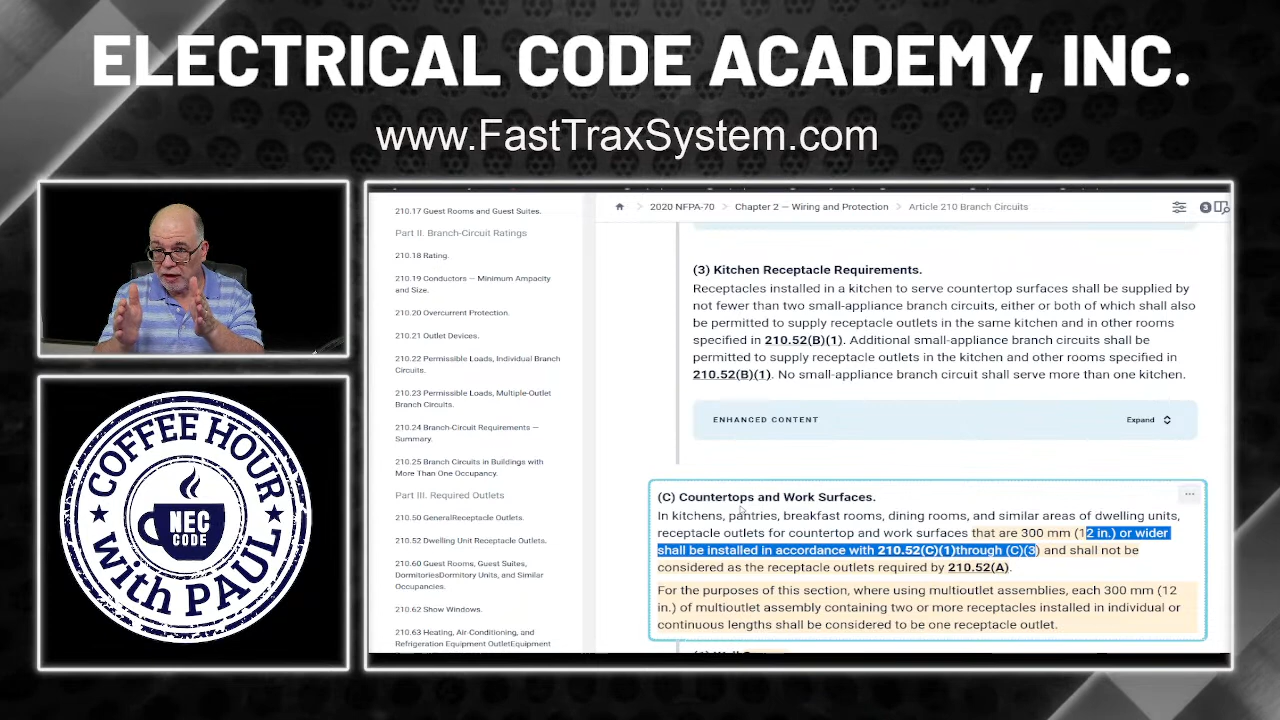 ELECTRICAL CODE ACADEMY, INC.
www.FastTraxSystem.com
COFFEE HOUR
NEC
CODE
with PAUL
210.17 Guest Rooms and Guest Suites.
Part II. Branch-Circuit Ratings
210.18 Rating.
210.19 Conductors — Minimum Ampacity
and Size.
210.20 Overcurrent Protection.
210.21 Outlet Devices.
210.22 Permissible Loads, Individual Branch
Circuits.
210.23 Permissible Loads, Multiple-Outlet
Branch Circuits.
210.24 Branch-Circuit Requirements —
Summary.
210.25 Branch Circuits in Buildings with
More Than One Occupancy.
Part III. Required Outlets
210.50 GeneralReceptacle Outlets.
210.52 Dwelling Unit Receptacle Outlets.
210.60 Guest Rooms, Guest Suites,
DormitoriesDormitory Units, and Similar
Occupancies.
210.62 Show Windows.
210.63 Heating, Air-Conditioning, and
Refrigeration Equipment OutletEquipment
2020 NFPA-70 > Chapter 2 — Wiring and Protection > Article 210 Branch Circuits
3
(3) Kitchen Receptacle Requirements.
Receptacles installed in a kitchen to serve countertop surfaces shall be supplied by
not fewer than two small-appliance branch circuits, either or both of which shall also
be permitted to supply receptacle outlets in the same kitchen and in other rooms
specified in 210.52(B)(1). Additional small-appliance branch circuits shall be
permitted to supply receptacle outlets in the kitchen and other rooms specified in
210.52(B)(1). No small-appliance branch circuit shall serve more than one kitchen.
ENHANCED CONTENT Expand
(C) Countertops and Work Surfaces.
In kitchens, pantries, breakfast rooms, dining rooms, and similar areas of dwelling units,
receptacle outlets for countertop and work surfaces that are 300 mm (12 in.) or wider
shall be installed in accordance with 210.52(C)(1)through (C)(3) and shall not be
considered as the receptacle outlets required by 210.52(A).
For the purposes of this section, where using multioutlet assemblies, each 300 mm (12
in.) of multioutlet assembly containing two or more receptacles installed in individual or
continuous lengths shall be considered to be one receptacle outlet.